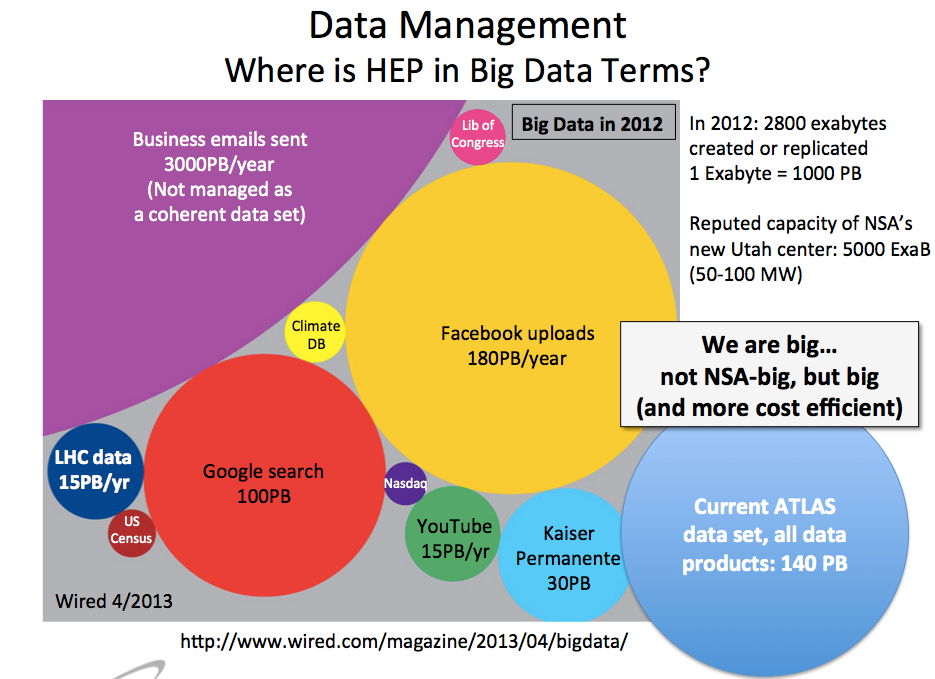 Data Management
Where is HEP in Big Data Terms?
Business emails sent
3000PB/year
(Not managed as
a coherent data set)
Lib of
Congress
Big Data in 2012
In 2012: 2800 exabytes
created or replicated
1 Exabyte = 1000 PB
Reputed capacity of NSA's
new Utah center: 5000 ExaB
(50-100 MW)
Climate
DB
Facebook uploads
180PB/year
We are big…
not NSA-big, but big
(and more cost efficient)
LHC data
15PB/yr
Google search
100PB
Nasdaq
US
Census
YouTube
15PB/yr
Kaiser
Permanente
30PB
Current ATLAS
data set, all data
products: 140 PB
Wired 4/2013
http://www.wired.com/magazine/2013/04/bigdata/